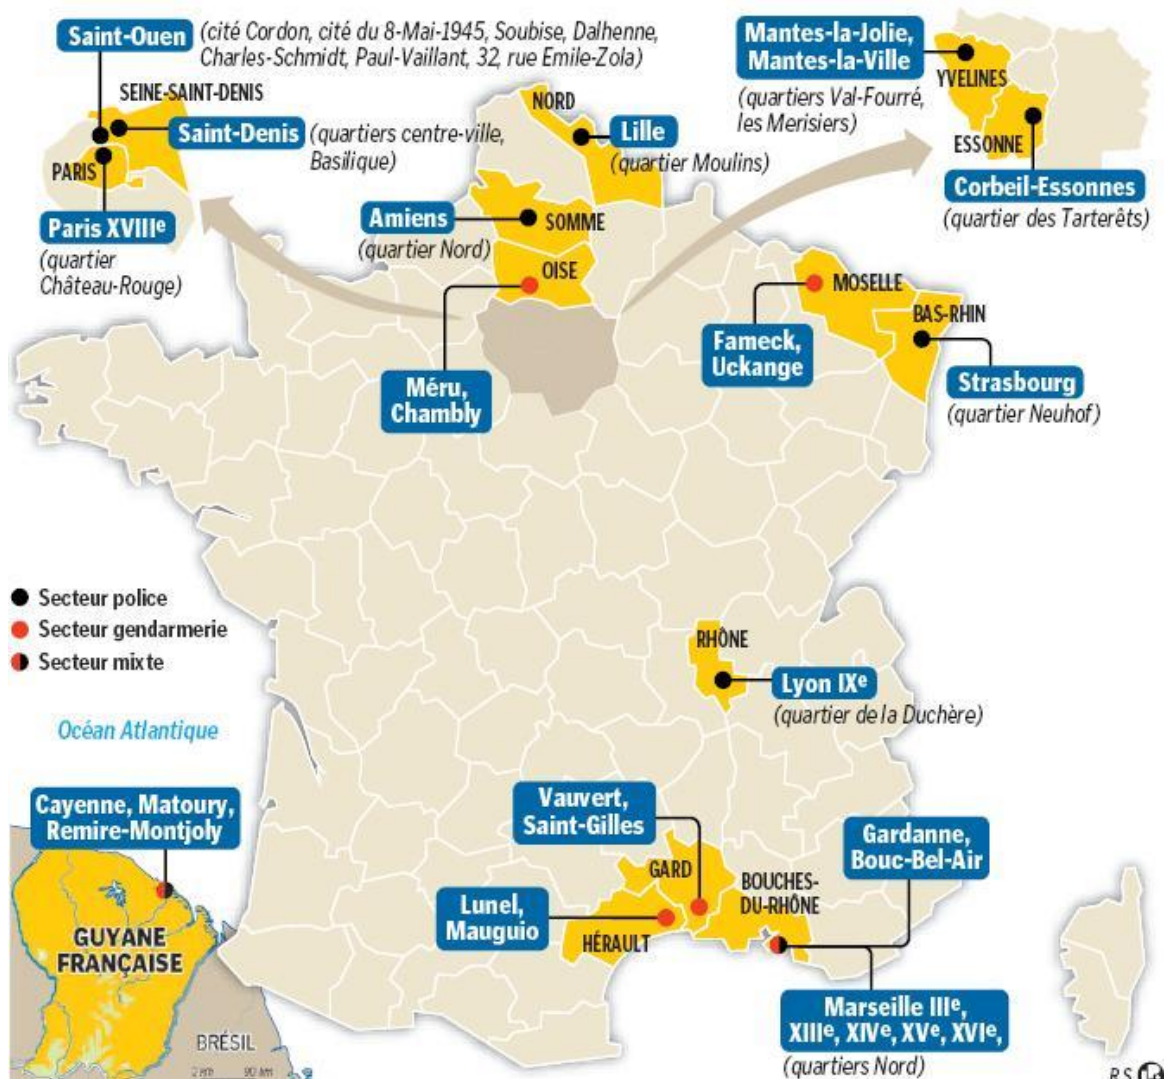 Saint-Ouen
(cité Cordon, cité du 8-Mai-1945, Soubise, Dalhenne,
Charles-Schmidt, Paul-Vaillant, 32, rue Emile-Zola)
SEINE-SAINT-DENIS
Saint-Denis
(quartiers centre-ville,
Basilique)
PARIS
Paris XVIIIe
(quartier
Château-Rouge)
NORD
Lille
(quartier Moulins)
Mantes-la-Jolie,
Mantes-la-Ville
(quartiers Val-Fourré,
les Merisiers)
YVELINES
ESSONNE
Corbeil-Essonnes
(quartier des Tarterêts)
Amiens
(quartier Nord)
SOMME
OISE
Méru,
Chambly
MOSELLE
Fameck,
Uckange
BAS-RHIN
Strasbourg
(quartier Neuhof)
Secteur police
Secteur gendarmerie
Secteur mixte
RHÔNE
Lyon IXe
(quartier de la Duchère)
Océan Atlantique
Cayenne, Matoury,
Remire-Montjoly
GUYANE
FRANÇAISE
BRÉSIL
Vauvert,
Saint-Gilles
GARD
Lunel,
Mauguio
HÉRAULT
BOUCHES-
DU-RHÔNE
Gardanne,
Bouc-Bel-Air
Marseille IIIe,
XIIIe, XIVe, XVe, XVIe,
(quartiers Nord)